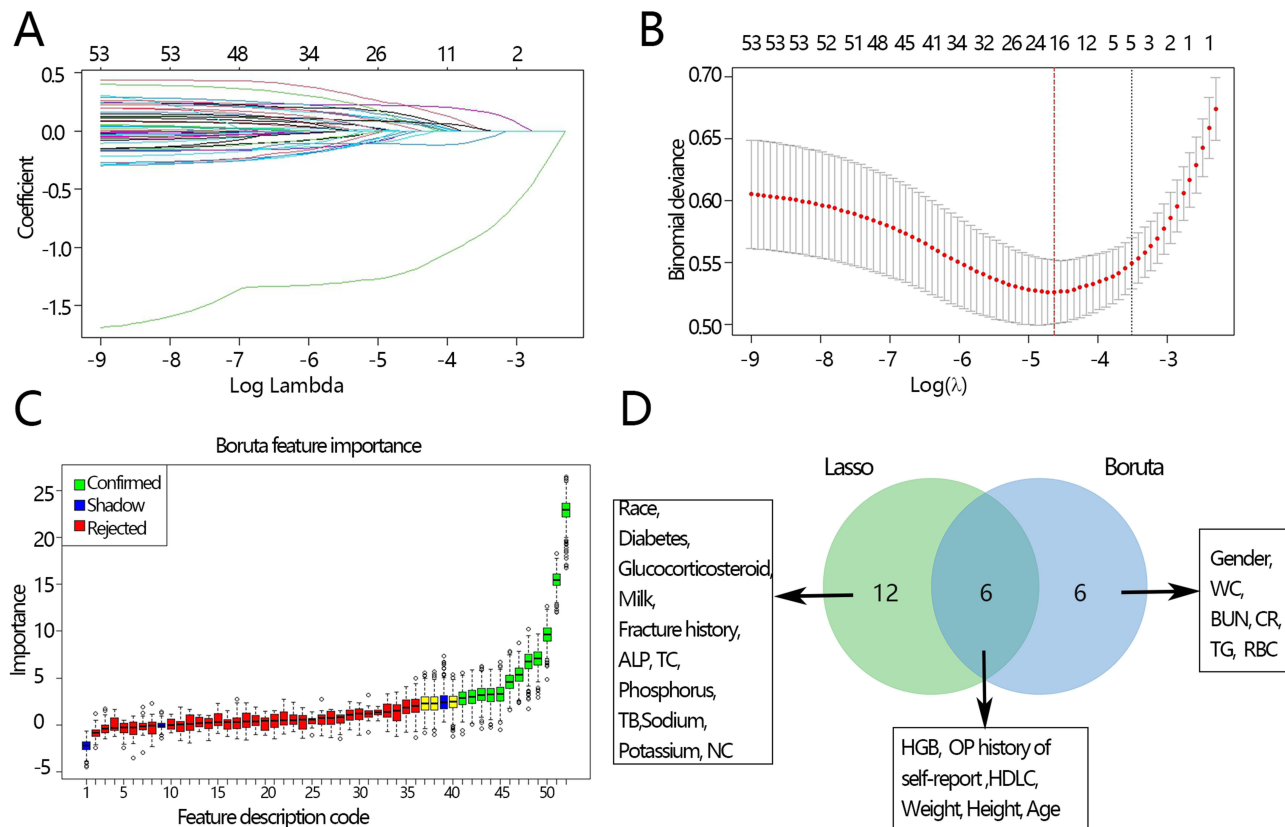 A
53 53 48 34 26 11 2
0.5
0.0
-0.5
-1.0
-1.5
Coefficient
-9 -8 -7 -6 -5 -4 -3
Log Lambda
B
53 53 53 52 51 48 45 41 34 32 26 24 16 12 5 5 3 2 1 1
0.70
0.65
0.60
0.55
0.50
Binomial deviance
-9 -8 -7 -6 -5 -4 -3
Log(λ)
C
Boruta feature importance
Confirmed
Shadow
Rejected
25
20
15
10
5
0
-5
Importance
1 5 10 15 20 25 30 35 40 45 50
Feature description code
D
Lasso Boruta
12 6 6
Race,
Diabetes,
Glucocorticosteroid,
Milk,
Fracture history,
ALP, TC,
Phosphorus,
TB,Sodium,
Potassium, NC
Gender,
WC,
BUN, CR,
TG, RBC
HGB, OP history of
self-report ,HDLC,
Weight, Height, Age